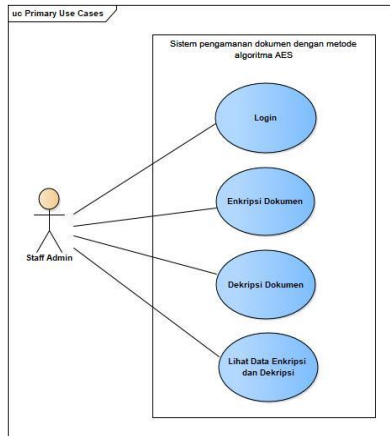 uc Primary Use Cases
Sistem pengamanan dokumen dengan metode
algoritma AES
Login
Enkripsi Dokumen
Staff Admin
Dekripsi Dokumen
Lihat Data Enkripsi
dan Dekripsi